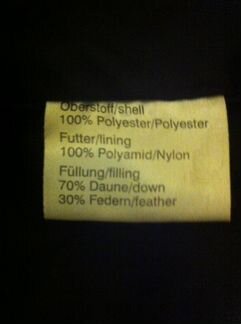 Oberstoff/shell
100% Polyester/Polyester
Futter/lining
100% Polyamid/Nylon
Füllung/filling
70% Daune/down
30% Federn/feather